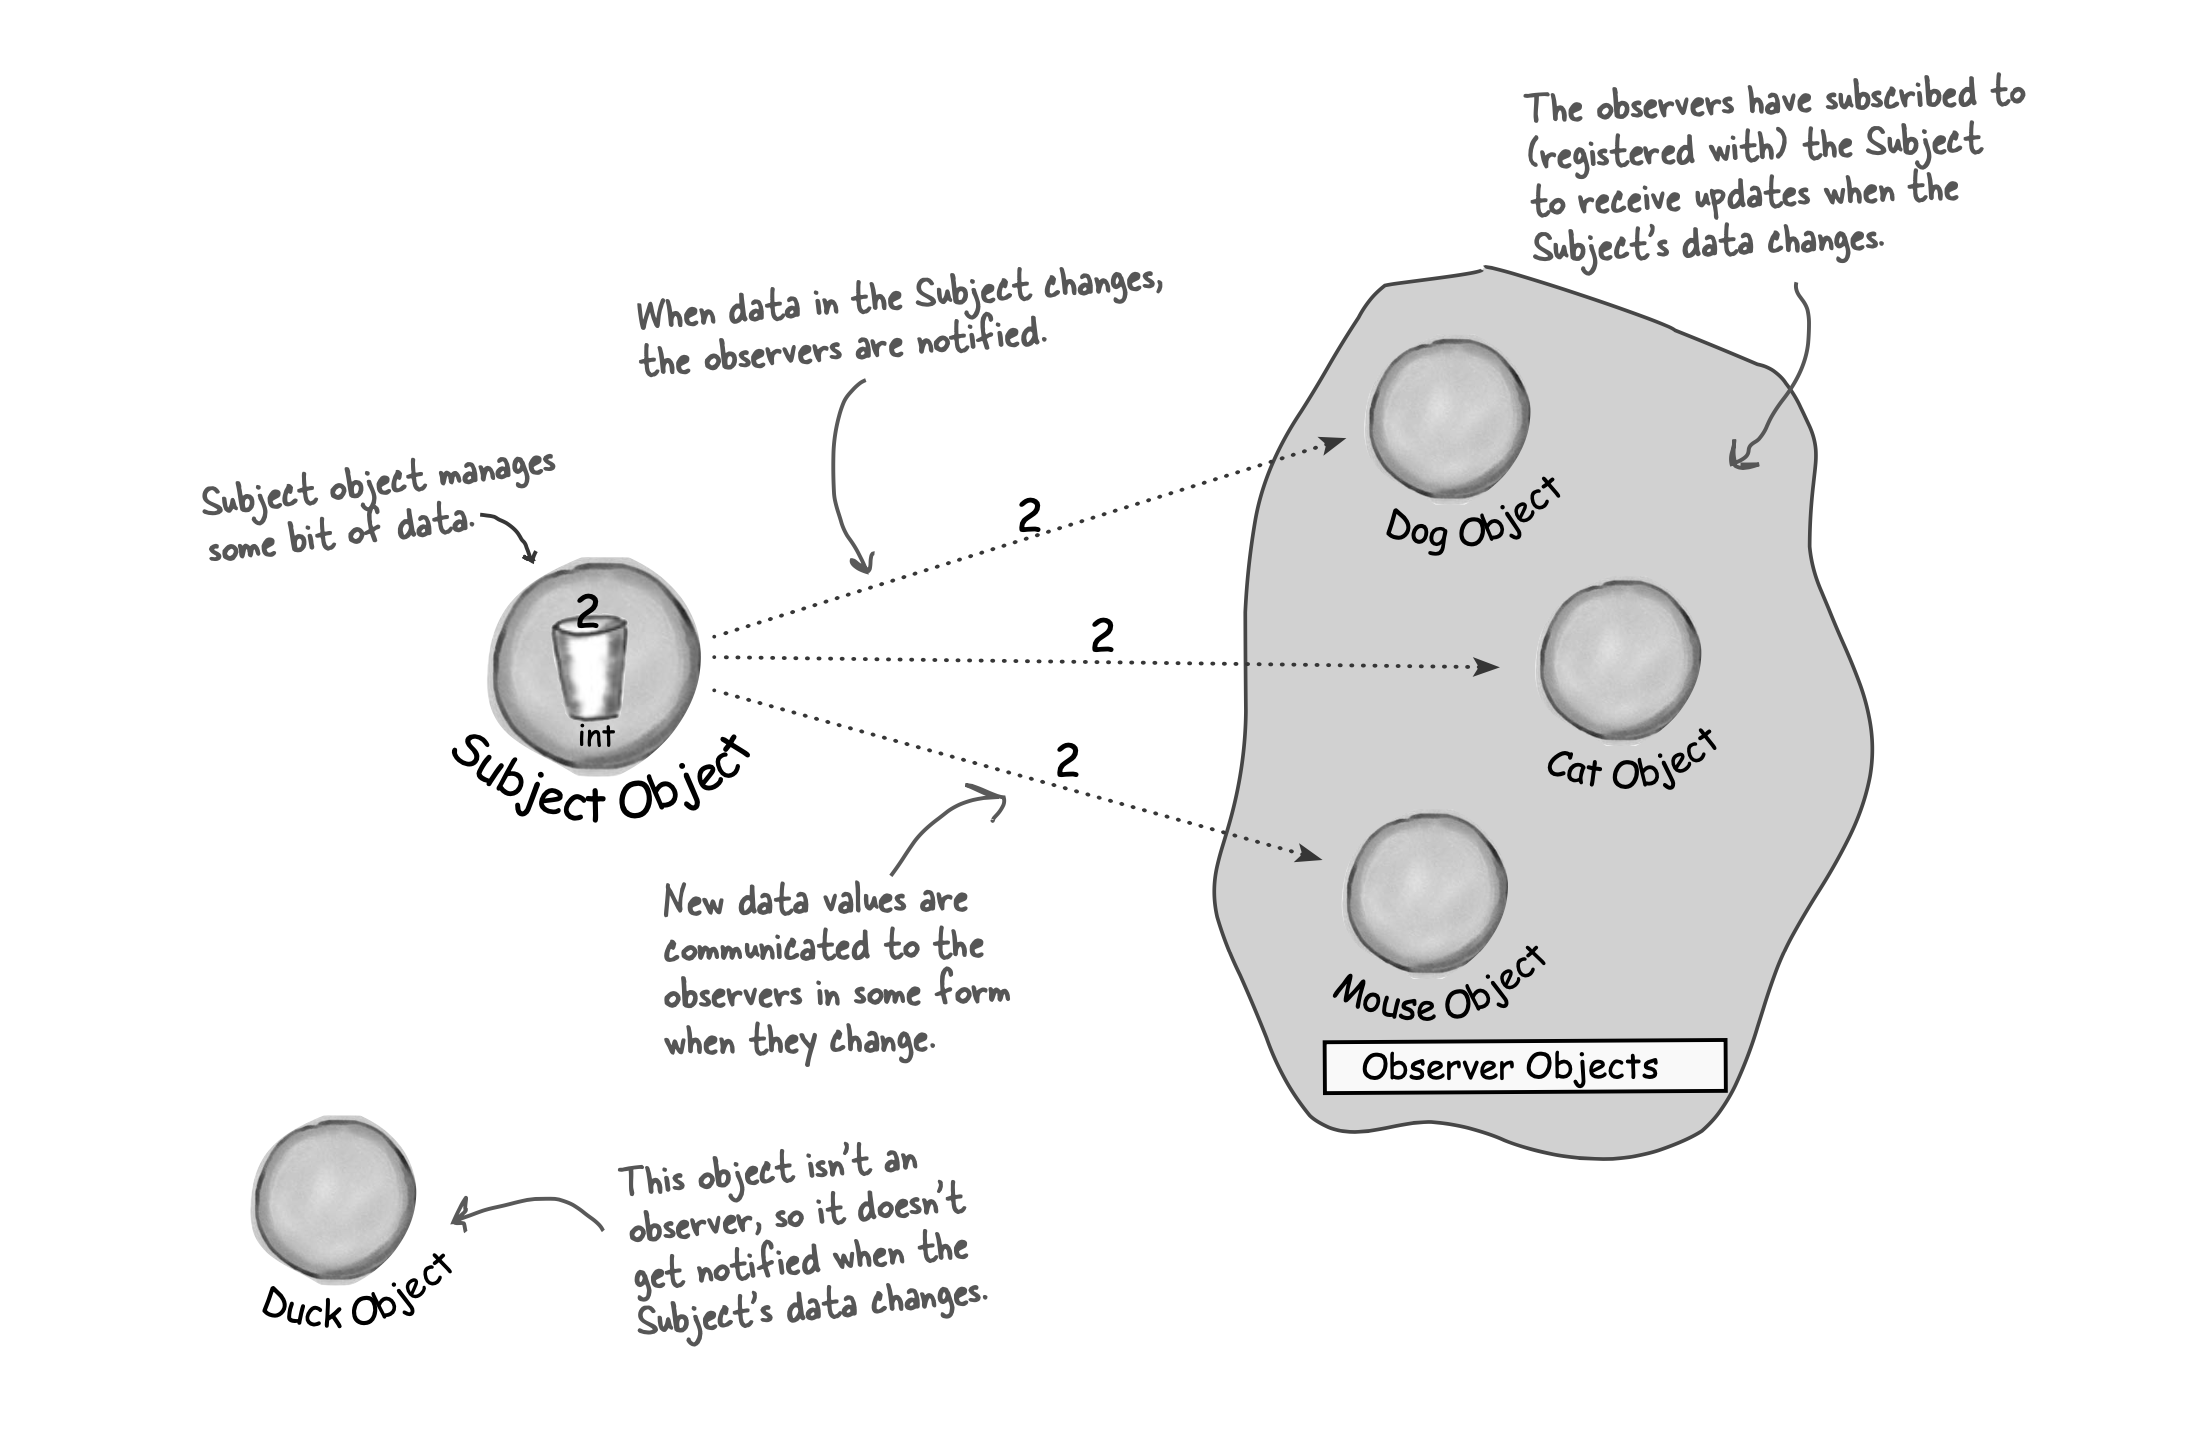 The observers have subscribed to
(registered with) the Subject
to receive updates when the
Subject's data changes.
When data in the Subject changes,
the observers are notified.
Subject object manages
some bit of data.
2
int
Subject Object
2
2
2
Dog Object
Cat Object
Mouse Object
Observer Objects
New data values are
communicated to the
observers in some form
when they change.
Duck Object
This object isn't an
observer, so it doesn't
get notified when the
Subject's data changes.